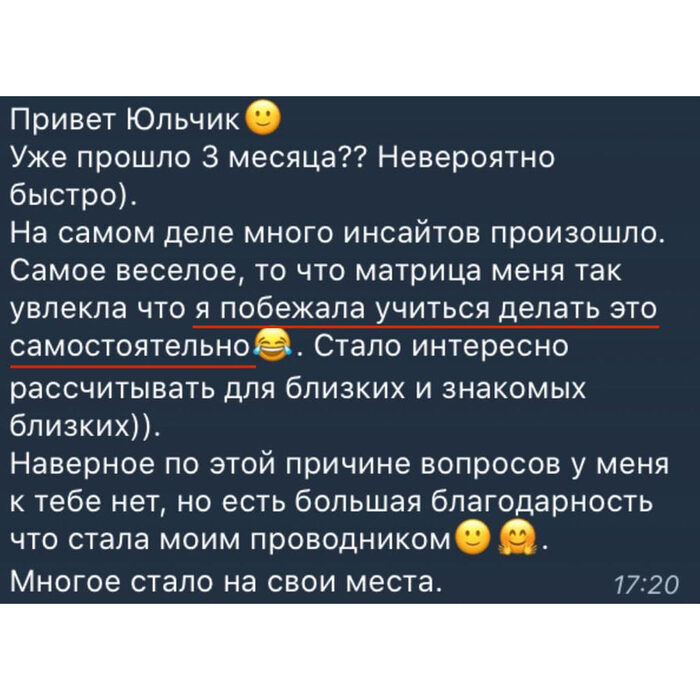 Привет Юльчик🙂
Уже прошло 3 месяца?? Невероятно
быстро).
На самом деле много инсайтов произошло.
Самое веселое, то что матрица меня так
увлекла что я побежала учиться делать это
самостоятельно😂. Стало интересно
рассчитывать для близких и знакомых
близких)).
Наверное по этой причине вопросов у меня
к тебе нет, но есть большая благодарность
что стала моим проводником🙂🤗.
Многое стало на свои места.
17:20